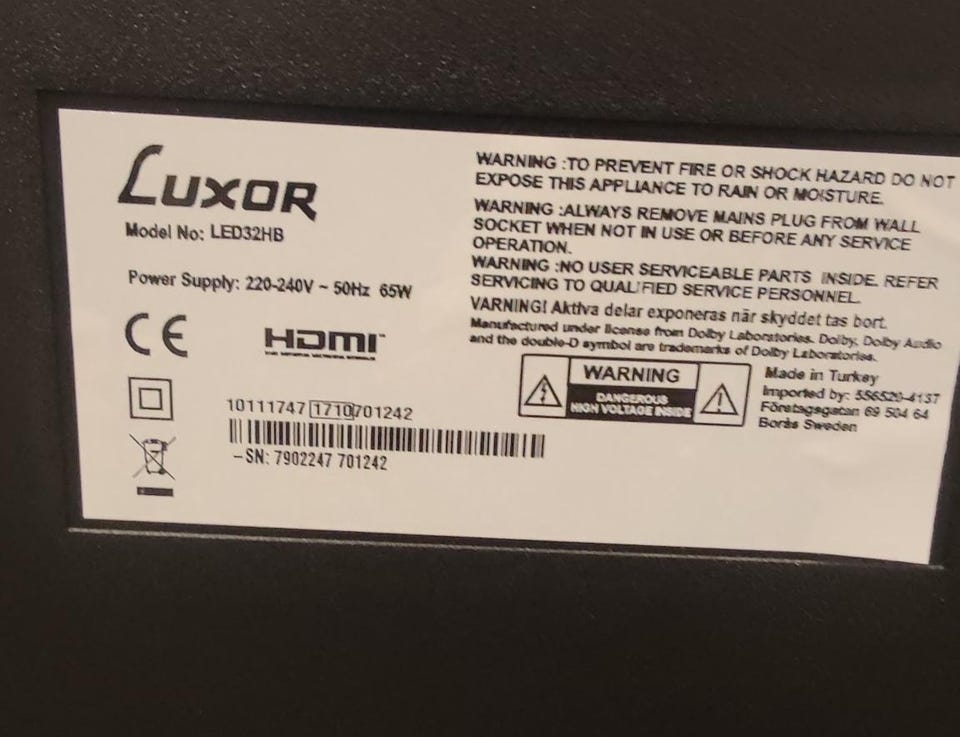 LUXOR
Model No: LED32HB
Power Supply: 220-240V ~ 50Hz 65W
CE
HDMI
10111747 1710701242
-SN: 7902247 701242
WARNING :TO PREVENT FIRE OR SHOCK HAZARD DO NOT
EXPOSE THIS APPLIANCE TO RAIN OR MOISTURE.
WARNING :ALWAYS REMOVE MAINS PLUG FROM WALL
SOCKET WHEN NOT IN USE OR BEFORE ANY SERVICE
OPERATION.
WARNING :NO USER SERVICEABLE PARTS INSIDE. REFER
SERVICING TO QUALIFIED SERVICE PERSONNEL.
VARNING! Aktiva delar exponeras när skyddet tas bort.
Manufactured under license from Dolby Laboratories. Dolby, Dolby Audio
and the double-D symbol are trademarks of Dolby Laboratories.
WARNING
DANGEROUS
HIGH VOLTAGE INSIDE
Made in Turkey
Imported by: 556520-4137
Företagsgatan 69 504 64
Borås Sweden